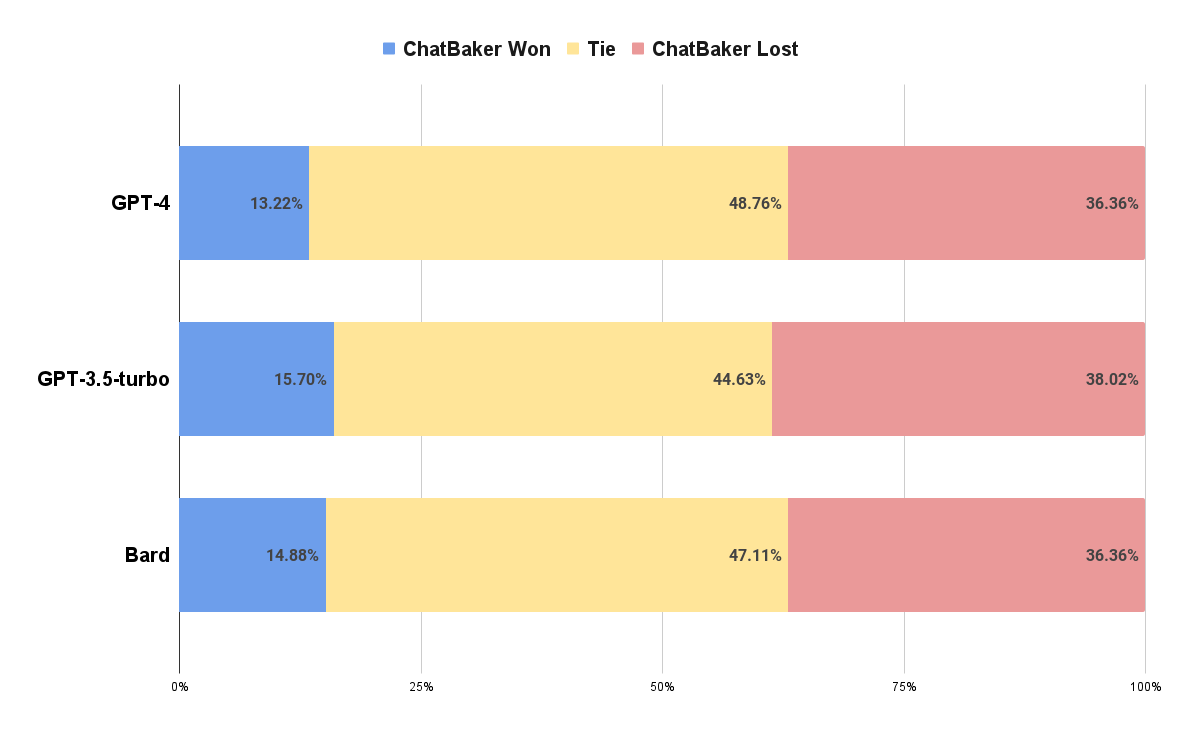 ChatBaker Won Tie ChatBaker Lost
GPT-4 13.22% 48.76% 36.36%
GPT-3.5-turbo 15.70% 44.63% 38.02%
Bard 14.88% 47.11% 36.36%
0% 25% 50% 75% 100%